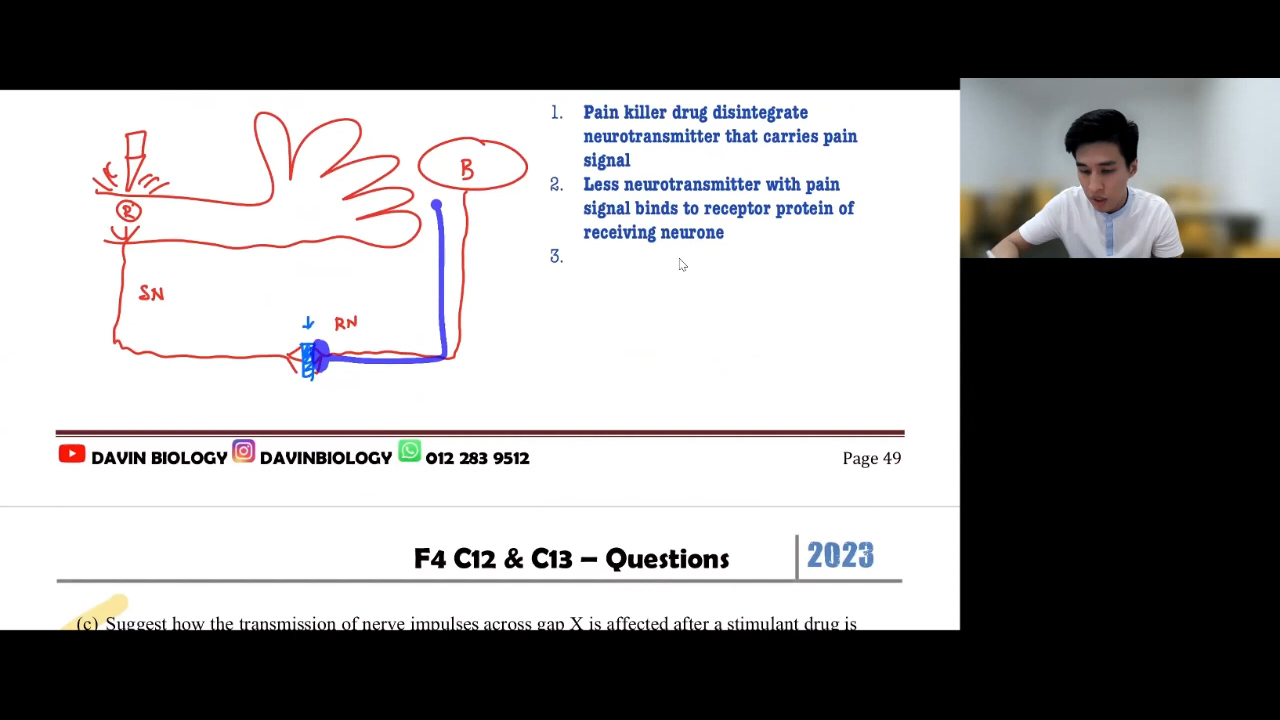 B
R
SN
RN
1. Pain killer drug disintegrate
neurotransmitter that carries pain
signal
2. Less neurotransmitter with pain
signal binds to receptor protein of
receiving neurone
3.
DAVIN BIOLOGY DAVINBIOLOGY 012 283 9512
Page 49
F4 C12 & C13 – Questions
2023
(c) Suggest how the transmission of nerve impulses across gap X is affected after a stimulant drug is